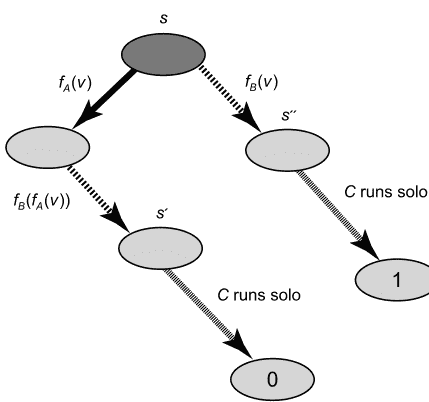 s
f_A(v)
f_B(v)
s′′
f_B(f_A(v))
s′
C runs solo
1
C runs solo
0